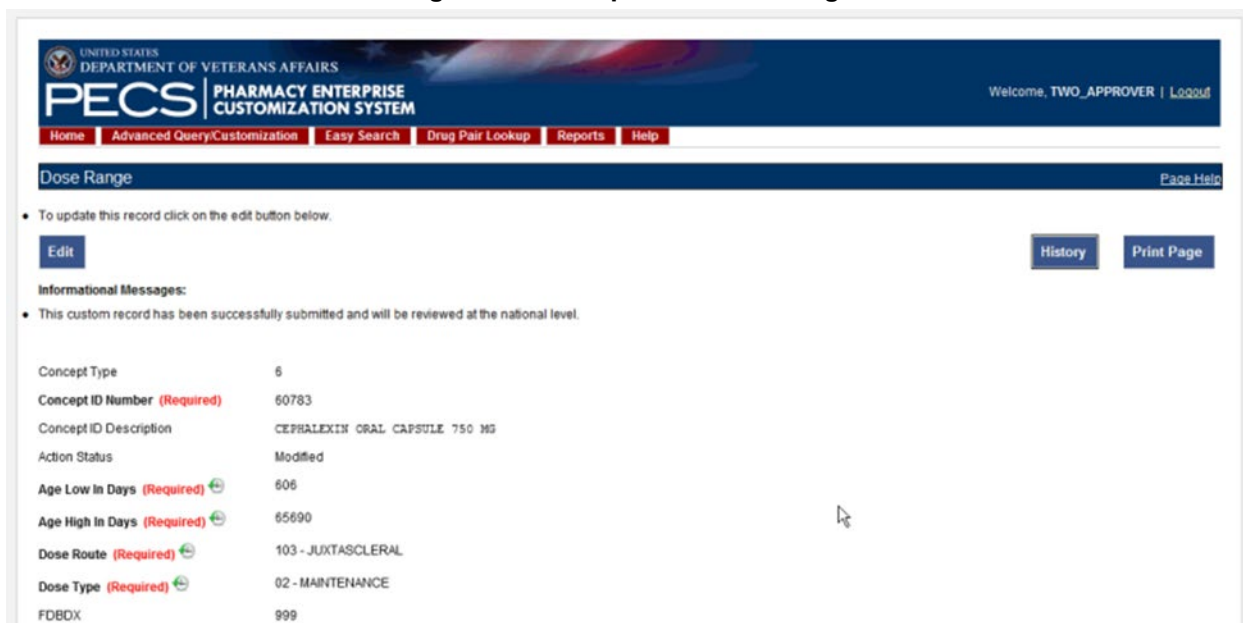 UNITED STATES
DEPARTMENT OF VETERANS AFFAIRS
PECS PHARMACY ENTERPRISE
CUSTOMIZATION SYSTEM
Welcome, TWO_APPROVER | Logout
Home Advanced Query/Customization Easy Search Drug Pair Lookup Reports Help
Dose Range Page Help
• To update this record click on the edit button below.
Edit History Print Page
Informational Messages:
• This custom record has been successfully submitted and will be reviewed at the national level.
Concept Type 6
Concept ID Number (Required) 60783
Concept ID Description CEPHALEXIN ORAL CAPSULE 750 MG
Action Status Modified
Age Low In Days (Required) 606
Age High In Days (Required) 65690
Dose Route (Required) 103 - JUXTASCLERAL
Dose Type (Required) 02 - MAINTENANCE
FDBDX 999